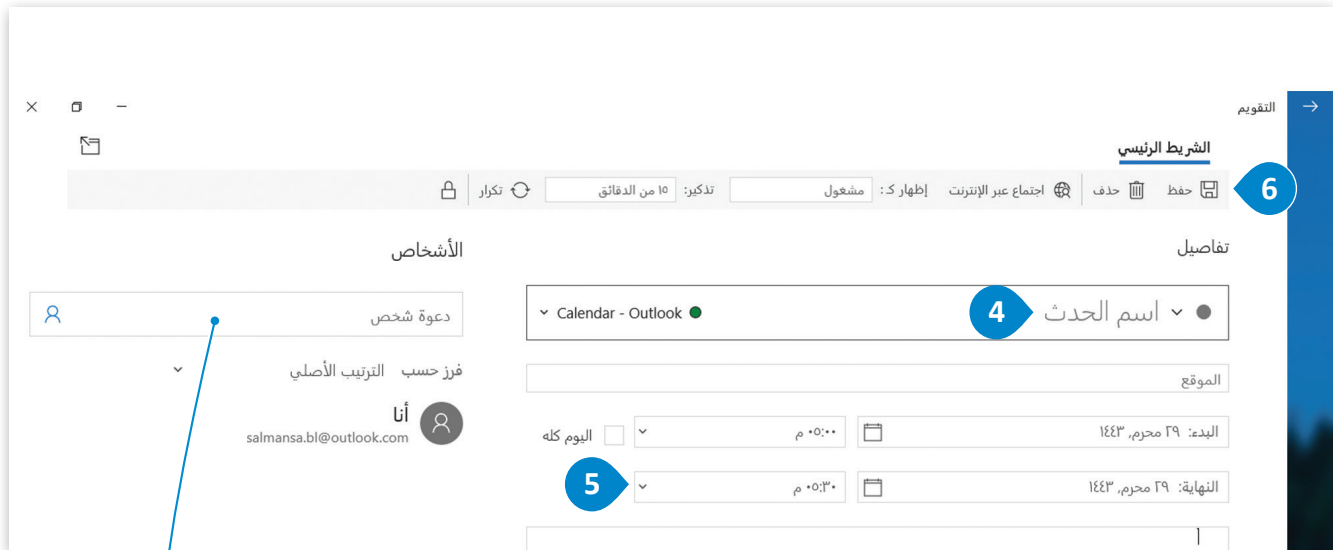 التقويم
الشريط الرئيسي
حفظ حذف اجتماع عبر الإنترنت إظهار كـ: مشغول تذكير: ١٥ من الدقائق تكرار
6
تفاصيل
الأشخاص
اسم الحدث
4
Calendar - Outlook
دعوة شخص
الموقع
فرز حسب الترتيب الأصلي
أنا
salmansa.bl@outlook.com
البدء: ٢٩ محرم, ١٤٤٣ ٠٥:٠٠ م اليوم كله
النهاية: ٢٩ محرم, ١٤٤٣ ٠٥:٣٠ م
5